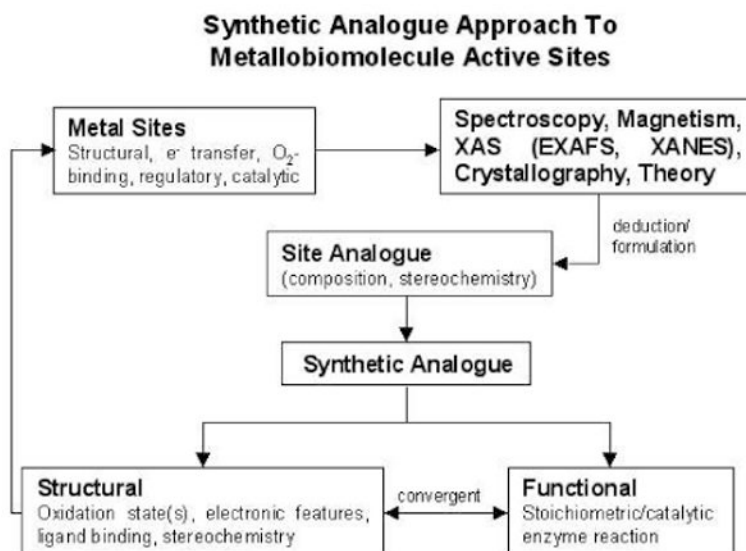 Synthetic Analogue Approach To
Metallobiomolecule Active Sites
Metal Sites
Structural, e⁻ transfer, O₂-
binding, regulatory, catalytic
Spectroscopy, Magnetism,
XAS (EXAFS, XANES),
Crystallography, Theory
deduction/
formulation
Site Analogue
(composition, stereochemistry)
Synthetic Analogue
Structural
Oxidation state(s), electronic features,
ligand binding, stereochemistry
convergent
Functional
Stoichiometric/catalytic
enzyme reaction